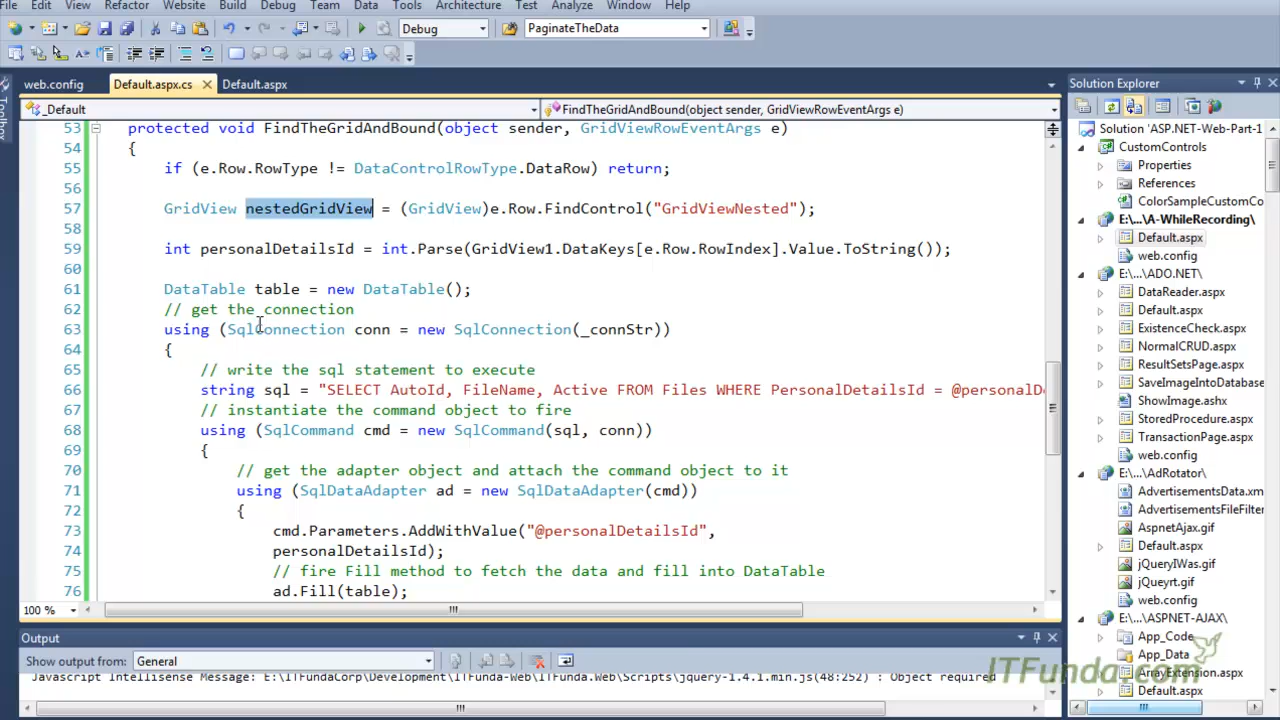 File Edit View Refactor Website Build Debug Team Data Tools Architecture Test Analyze Window Help
Debug PaginateTheData
web.config Default.aspx.cs Default.aspx
_Default FindTheGridAndBound(object sender, GridViewRowEventArgs e)
53 protected void FindTheGridAndBound(object sender, GridViewRowEventArgs e)
54 {
55 if (e.Row.RowType != DataControlRowType.DataRow) return;
56
57 GridView nestedGridView = (GridView)e.Row.FindControl("GridViewNested");
58
59 int personalDetailsId = int.Parse(GridView1.DataKeys[e.Row.RowIndex].Value.ToString());
60
61 DataTable table = new DataTable();
62 // get the connection
63 using (SqlConnection conn = new SqlConnection(_connStr))
64 {
65 // write the sql statement to execute
66 string sql = "SELECT AutoId, FileName, Active FROM Files WHERE PersonalDetailsId = @personalD
67 // instantiate the command object to fire
68 using (SqlCommand cmd = new SqlCommand(sql, conn))
69 {
70 // get the adapter object and attach the command object to it
71 using (SqlDataAdapter ad = new SqlDataAdapter(cmd))
72 {
73 cmd.Parameters.AddWithValue("@personalDetailsId",
74 personalDetailsId);
75 // fire Fill method to fetch the data and fill into DataTable
76 ad.Fill(table);
100 %
Output
Show output from: General
Javascript Intellisense Message: E:\ITFundaCorp\Development\ITFunda-Web\ITFunda.Web\Scripts\jquery-1.4.1.min.js(48:252) : Object required
Toolbox
Solution Explorer
Solution 'ASP.NET-Web-Part-1
CustomControls
Properties
References
ColorSampleCustomCo
E:\...\A-WhileRecording\
Default.aspx
web.config
E:\...\ADO.NET\
DataReader.aspx
Default.aspx
ExistenceCheck.aspx
NormalCRUD.aspx
ResultSetsPage.aspx
SaveImageIntoDatabase
ShowImage.ashx
StoredProcedure.aspx
TransactionPage.aspx
web.config
E:\...\AdRotator\
AdvertisementsData.xm
AdvertisementsFileFilter
AspnetAjax.gif
Default.aspx
jQueryIWas.gif
jQueyrt.gif
web.config
E:\...\ASPNET-AJAX\
App_Code
App_Data
ArrayExtension.aspx
Default.aspx
ITFunda.com